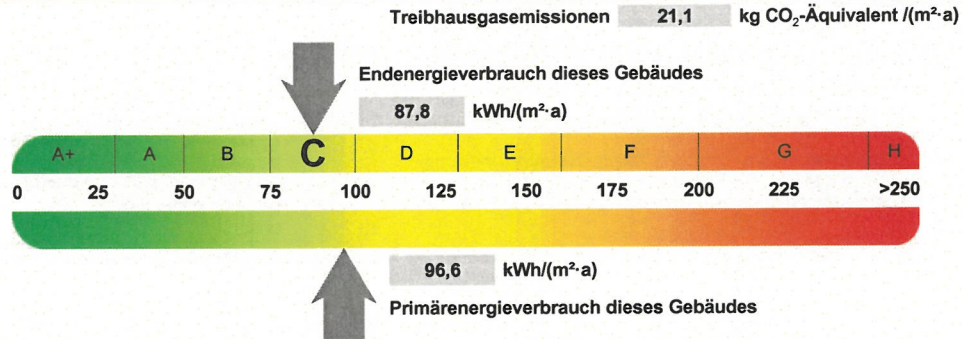 Treibhausgasemissionen 21,1 kg CO₂-Äquivalent /(m²·a)
Endenergieverbrauch dieses Gebäudes
87,8 kWh/(m²·a)
A+ A B C D E F G H
0 25 50 75 100 125 150 175 200 225 >250
96,6 kWh/(m²·a)
Primärenergieverbrauch dieses Gebäudes